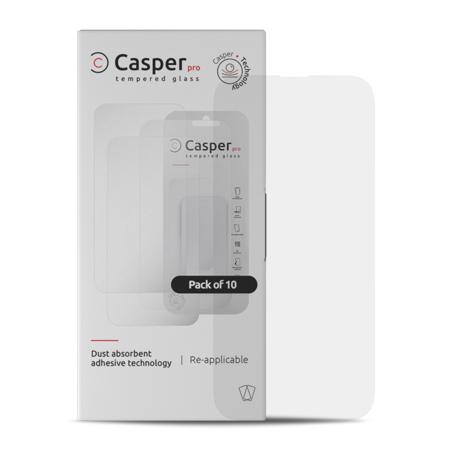 Casper pro
tempered glass
Casper • Technology
Casper pro
tempered glass
Pack of 10
Dust absorbent
adhesive technology | Re-applicable